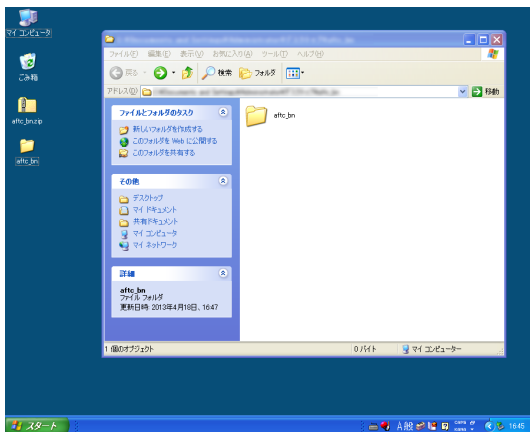 マイ コンピュータ
ごみ箱
aftc_bn.zip
aftc_bn
ファイル(F) 編集(E) 表示(V) お気に入り(A) ツール(T) ヘルプ(H)
戻る 検索 フォルダ
アドレス(D) 移動
ファイルとフォルダのタスク
新しいフォルダを作成する
このフォルダを Web に公開する
このフォルダを共有する
その他
デスクトップ
マイ ドキュメント
共有ドキュメント
マイ コンピュータ
マイ ネットワーク
詳細
aftc_bn
ファイル フォルダ
更新日時: 2013年4月18日、16:47
aftc_bn
1 個のオブジェクト 0 バイト マイ コンピューター
スタート A 般 CAPS KANA 16:45